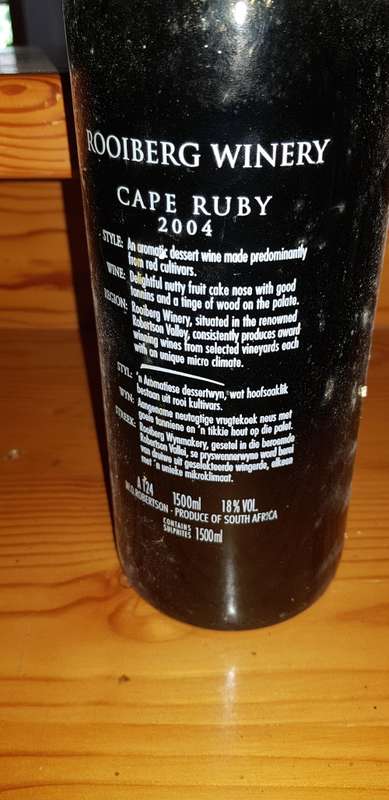 ROOIBERG WINERY
CAPE RUBY
2004
STYLE: An aromatic dessert wine made predominantly
from red cultivars.
WINE: Delightful nutty fruit cake nose with good
tannins and a tinge of wood on the palate.
REGION: Rooiberg Winery, situated in the renowned
Robertson Valley, consistently produces award
winning wines from selected vineyards each
with an unique micro climate.
STYL: 'n Aromatiese dessertwyn, wat hoofsaaklik
bestaan uit rooi kultivars.
WYN: Aangename neutagtige vrugtekoek neus met
goeie tanniene en 'n tikkie hout op die palet.
STREEK: Rooiberg Wynmakery, gesetel in die beroemde
Robertson Vallei, se pryswennerwyne word berei
van druiwe uit geselekteerde wingerde, elkeen
met 'n unieke mikroklimaat.
A124 1500ml 18% VOL
W.O. ROBERTSON - PRODUCE OF SOUTH AFRICA
CONTAINS
SULPHITES 1500ml